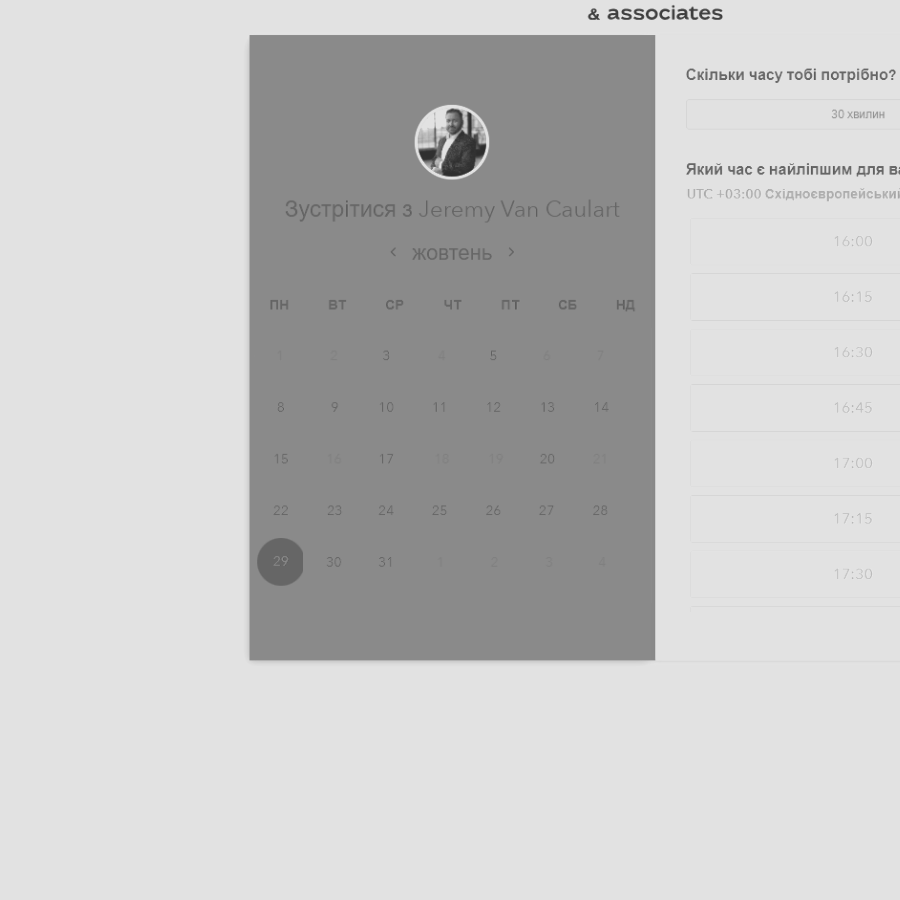 & associates
Зустрітися з Jeremy Van Caulart
‹ жовтень ›
ПН ВТ СР ЧТ ПТ СБ НД
1 2 3 4 5 6 7
8 9 10 11 12 13 14
15 16 17 18 19 20 21
22 23 24 25 26 27 28
29 30 31 1 2 3 4
Скільки часу тобі потрібно?
30 хвилин
Який час є найліпшим для ва
UTC +03:00 Східноєвропейський
16:00
16:15
16:30
16:45
17:00
17:15
17:30